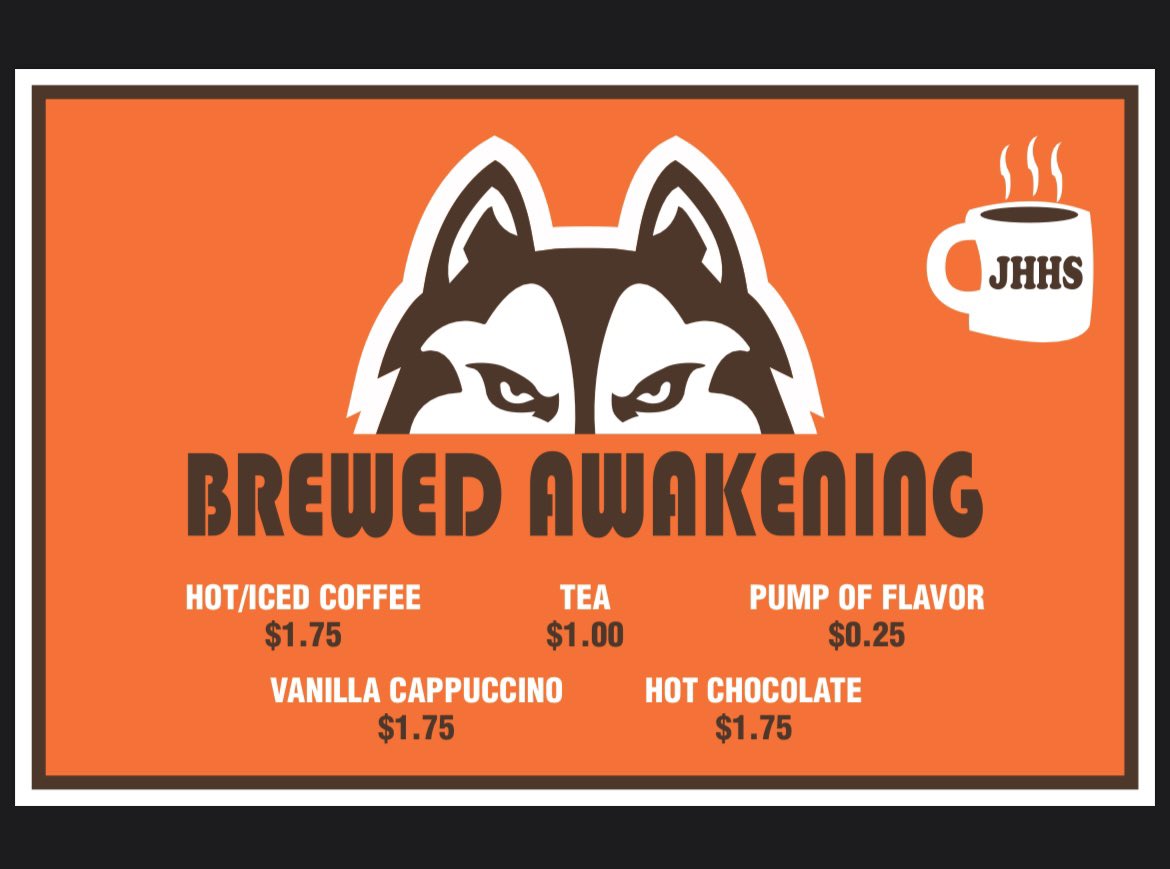 JHHS
BREWED AWAKENING
HOT/ICED COFFEE TEA PUMP OF FLAVOR
$1.75 $1.00 $0.25
VANILLA CAPPUCCINO HOT CHOCOLATE
$1.75 $1.75